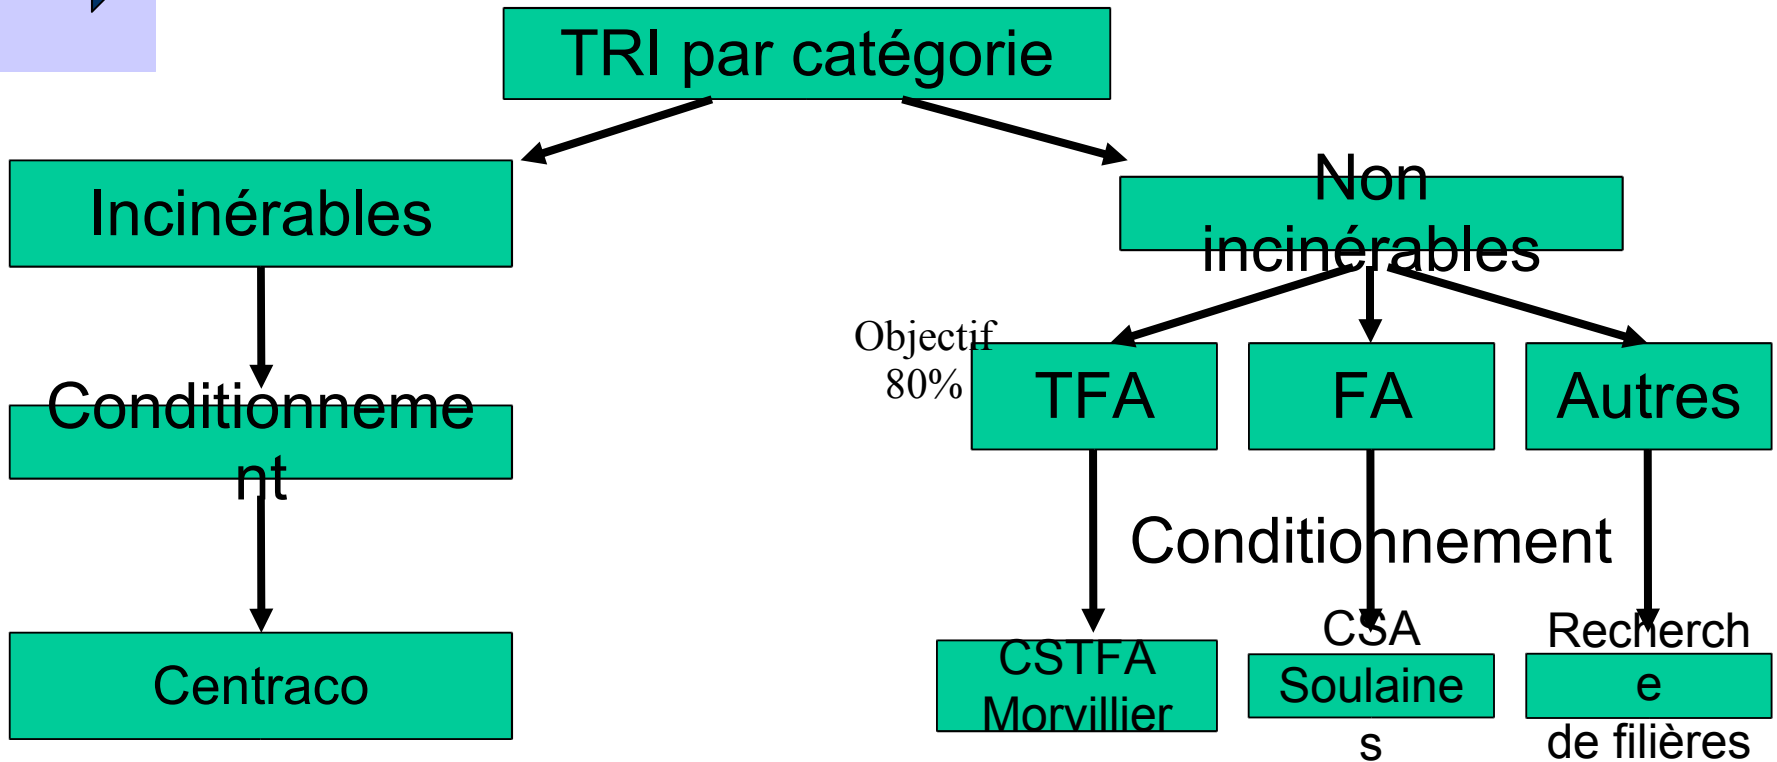 TRI par catégorie
Incinérables
Non
incinérables
Objectif
80%
TFA
FA
Autres
Conditionneme
nt
Conditionnement
Centraco
CSTFA
Morvillier
CSA
Soulaine
s
Recherch
e
de filières